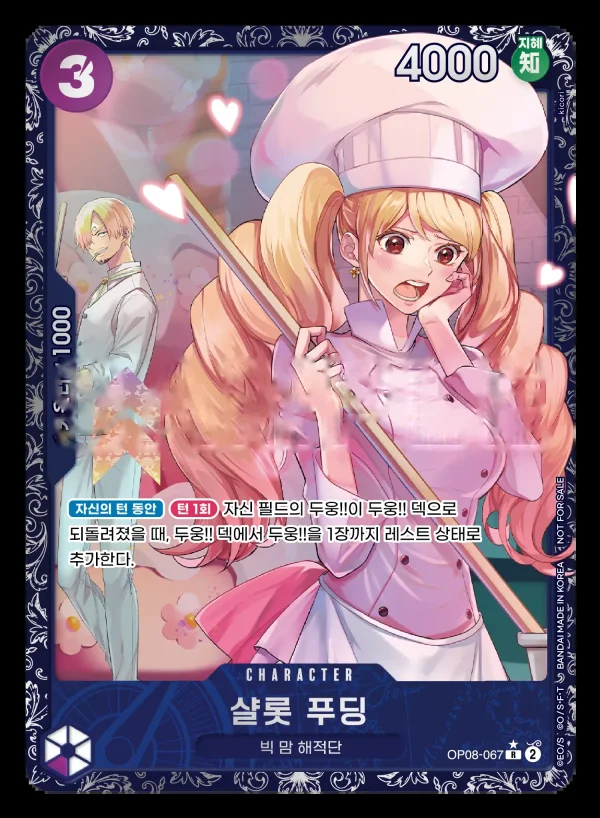 3
4000
지혜
知
kicori
1000
자신의 턴 동안 턴 1회 자신 필드의 두웅!!이 두웅!! 덱으로
되돌려졌을 때, 두웅!! 덱에서 두웅!!을 1장까지 레스트 상태로
추가한다.
NOT FOR SALE
BANDAI MADE IN KOREA
©E.O/S ©O/S·F·T
CHARACTER
샬롯 푸딩
빅 맘 해적단
OP08-067 R 2